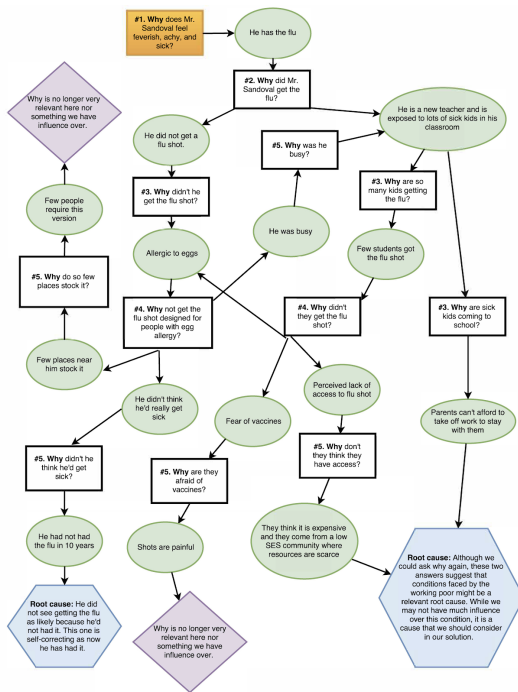 #1. Why does Mr.
Sandoval feel
feverish, achy, and
sick?
He has the flu
#2. Why did Mr.
Sandoval get the
flu?
Why is no longer very
relevant here nor
something we have
influence over.
He did not get a
flu shot.
#5. Why was he
busy?
He is a new teacher and is
exposed to lots of sick kids in his
classroom
#3. Why didn't he
get the flu shot?
#3. Why are so
many kids getting
the flu?
Few people
require this
version
Allergic to eggs
He was busy
Few students got
the flu shot
#5. Why do so few
places stock it?
#4. Why not get the
flu shot designed for
people with egg
allergy?
#4. Why didn't
they get the flu
shot?
#3. Why are sick
kids coming to
school?
Few places near
him stock it
He didn't think
he'd really get
sick
Fear of vaccines
Perceived lack of
access to flu shot
Parents can't afford to
take off work to stay
with them
#5. Why didn't he
think he'd get
sick?
#5. Why are they
afraid of
vaccines?
#5. Why don't
they think they
have access?
He had not had
the flu in 10 years
Shots are painful
They think it is expensive
and they come from a low
SES community where
resources are scarce
Root cause: He did
not see getting the flu
as likely because he'd
not had it. This one is
self-correcting as now
he has had it.
Why is no longer very
relevant here nor
something we have
influence over.
Root cause: Although we
could ask why again, these two
answers suggest that
conditions faced by the
working poor might be a
relevant root cause. While we
may not have much influence
over this condition, it is a
cause that we should consider
in our solution.